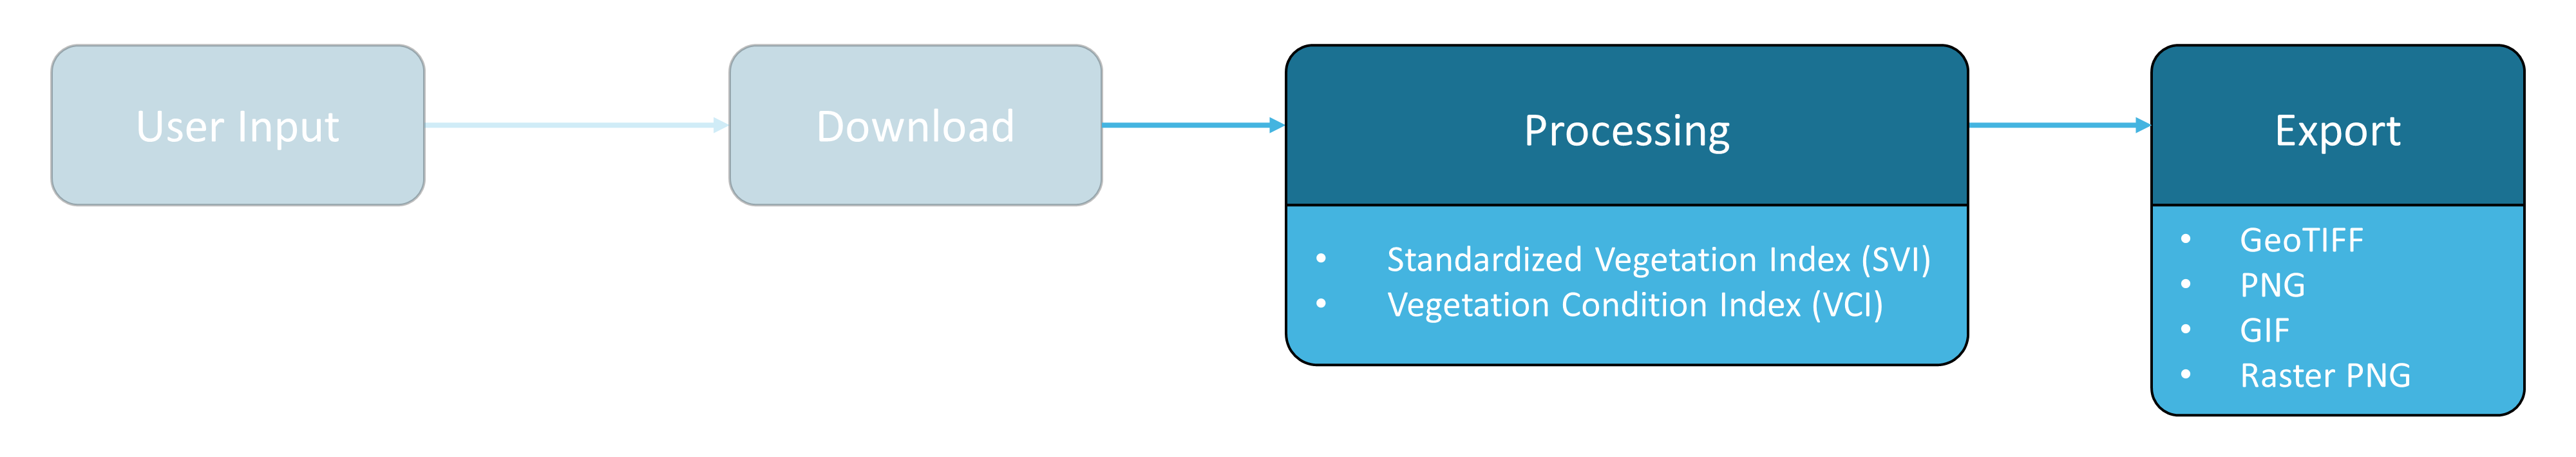 User Input
Download
Processing
Export
• Standardized Vegetation Index (SVI)
• Vegetation Condition Index (VCI)
• GeoTIFF
• PNG
• GIF
• Raster PNG